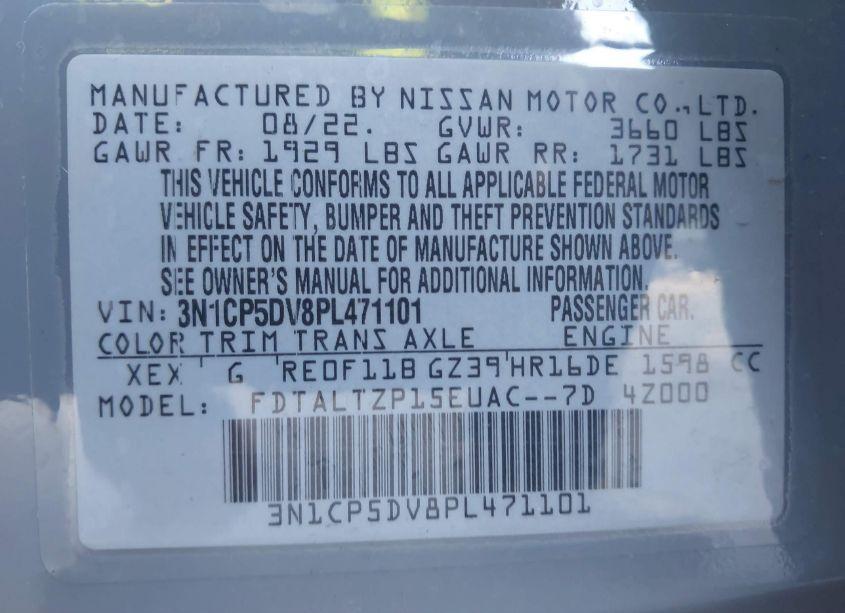 MANUFACTURED BY NISSAN MOTOR CO.,LTD.
DATE: 08/22. GVWR: 3660 LBS
GAWR FR: 1929 LBS GAWR RR: 1731 LBS
THIS VEHICLE CONFORMS TO ALL APPLICABLE FEDERAL MOTOR
VEHICLE SAFETY, BUMPER AND THEFT PREVENTION STANDARDS
IN EFFECT ON THE DATE OF MANUFACTURE SHOWN ABOVE.
SEE OWNER'S MANUAL FOR ADDITIONAL INFORMATION.
VIN: 3N1CP5DV8PL471101 PASSENGER CAR.
COLOR TRIM TRANS AXLE ENGINE
XEX G RE0F11B GZ39 HR16DE 1598 CC
MODEL: FDTALTZP15EUAC--7D 4Z000
3N1CP5DV8PL471101